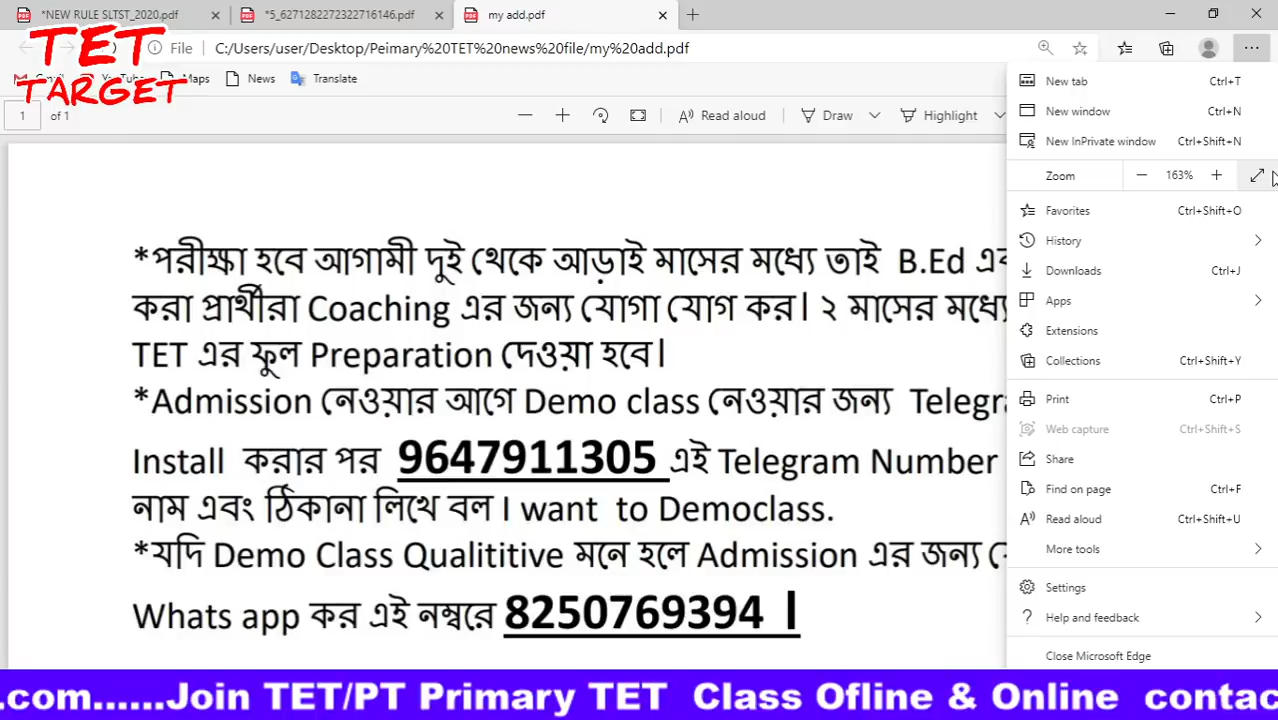 *NEW RULE SLTST_2020.pdf
*5_6271282272322716146.pdf
my add.pdf
TET
TARGET
File
C:/Users/user/Desktop/Peimary%20TET%20news%20file/my%20add.pdf
Maps
News
Translate
1 of 1
Read aloud
Draw
Highlight
New tab Ctrl+T
New window Ctrl+N
New InPrivate window Ctrl+Shift+N
Zoom 163%
Favorites Ctrl+Shift+O
History
Downloads Ctrl+J
Apps
Extensions
Collections Ctrl+Shift+Y
Print Ctrl+P
Web capture Ctrl+Shift+S
Share
Find on page Ctrl+F
Read aloud Ctrl+Shift+U
More tools
Settings
Help and feedback
Close Microsoft Edge
*পরীক্ষা হবে আগামী দুই থেকে আড়াই মাসের মধ্যে তাই B.Ed
করা প্রার্থীরা Coaching এর জন্য যোগা যোগ কর। ২ মাসের মধ্যে
TET এর ফুল Preparation দেওয়া হবে।
*Admission নেওয়ার আগে Demo class নেওয়ার জন্য Telegr
Install করার পর 9647911305 এই Telegram Number
নাম এবং ঠিকানা লিখে বল I want to Democlass.
*যদি Demo Class Qualititive মনে হলে Admission এর জন্য
Whats app কর এই নম্বরে 8250769394 ।
.com......Join TET/PT Primary TET Class Ofline & Online contac